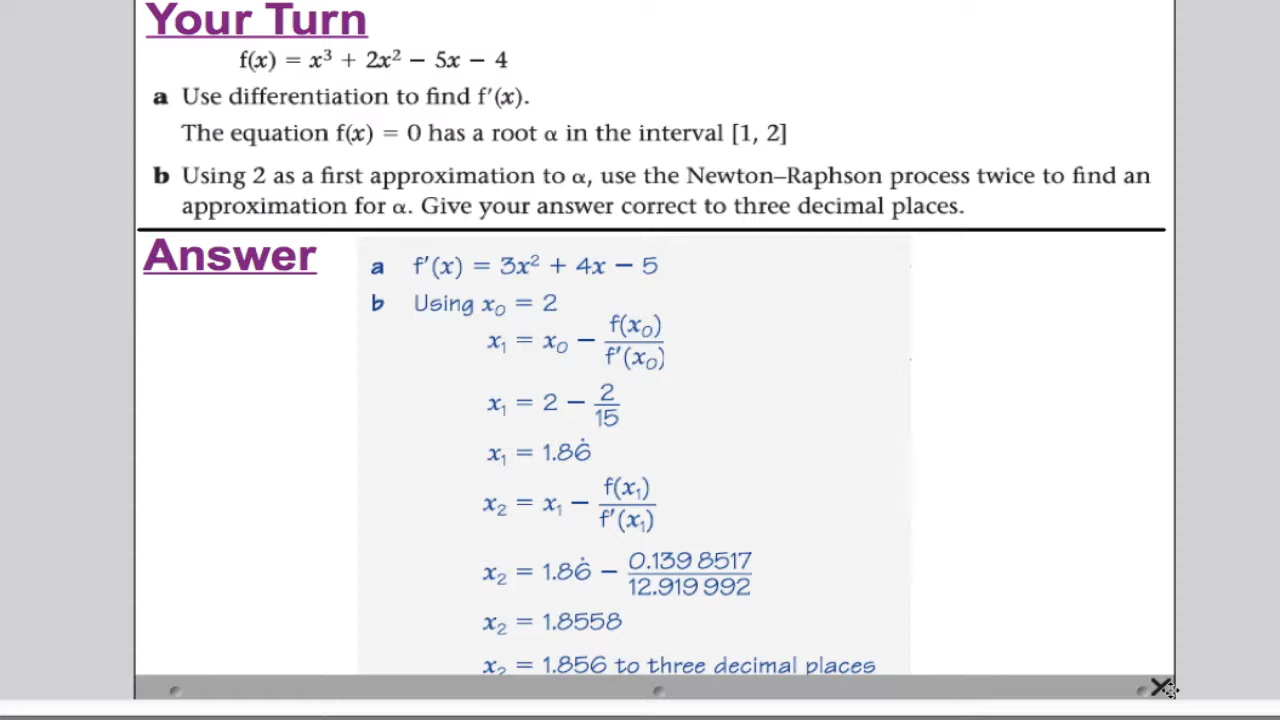 Your Turn
f(x) = x³ + 2x² − 5x − 4
a Use differentiation to find f′(x).
The equation f(x) = 0 has a root α in the interval [1, 2]
b Using 2 as a first approximation to α, use the Newton–Raphson process twice to find an
approximation for α. Give your answer correct to three decimal places.
Answer
a f′(x) = 3x² + 4x − 5
b Using x₀ = 2
x₁ = x₀ − f(x₀)/f′(x₀)
x₁ = 2 − 2/15
x₁ = 1.86̇
x₂ = x₁ − f(x₁)/f′(x₁)
x₂ = 1.86̇ − 0.139 8517/12.919 992
x₂ = 1.8558
x₂ = 1.856 to three decimal places